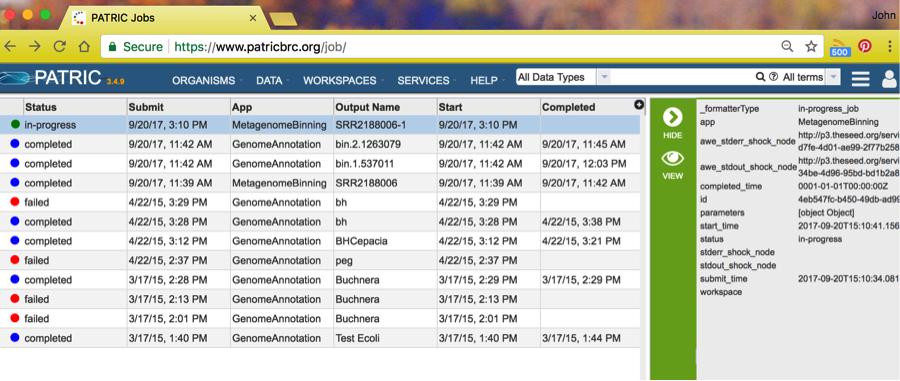 PATRIC Jobs
John
Secure https://www.patricbrc.org/job/
500
PATRIC 3.4.9 ORGANISMS DATA WORKSPACES SERVICES HELP All Data Types All terms
Status Submit App Output Name Start Completed
in-progress 9/20/17, 3:10 PM MetagenomeBinning SRR2188006-1 9/20/17, 3:10 PM
completed 9/20/17, 11:42 AM GenomeAnnotation bin.2.1263079 9/20/17, 11:42 AM 9/20/17, 11:45 AM
completed 9/20/17, 11:42 AM GenomeAnnotation bin.1.537011 9/20/17, 11:42 AM 9/20/17, 12:03 PM
completed 9/20/17, 11:39 AM MetagenomeBinning SRR2188006 9/20/17, 11:39 AM 9/20/17, 11:42 AM
failed 4/22/15, 3:29 PM GenomeAnnotation bh 4/22/15, 3:29 PM
completed 4/22/15, 3:28 PM GenomeAnnotation bh 4/22/15, 3:28 PM 4/22/15, 3:38 PM
completed 4/22/15, 3:12 PM GenomeAnnotation BHCepacia 4/22/15, 3:12 PM 4/22/15, 3:21 PM
failed 4/22/15, 2:37 PM GenomeAnnotation peg 4/22/15, 2:37 PM
completed 3/17/15, 2:28 PM GenomeAnnotation Buchnera 3/17/15, 2:29 PM 3/17/15, 2:29 PM
failed 3/17/15, 2:13 PM GenomeAnnotation Buchnera 3/17/15, 2:13 PM
failed 3/17/15, 2:01 PM GenomeAnnotation Buchnera 3/17/15, 2:01 PM
completed 3/17/15, 1:40 PM GenomeAnnotation Test Ecoli 3/17/15, 1:40 PM 3/17/15, 1:44 PM
HIDE
VIEW
_formatterType in-progress_job
app MetagenomeBinning
awe_stderr_shock_node http://p3.theseed.org/servi
d7fe-4d01-ae99-2f77b258
awe_stdout_shock_node http://p3.theseed.org/servi
34be-4d96-95bd-bd1b2a8
completed_time 0001-01-01T00:00:00Z
id 4eb547fc-b450-49db-ad99
parameters [object Object]
start_time 2017-09-20T15:10:41.156
status in-progress
stderr_shock_node
stdout_shock_node
submit_time 2017-09-20T15:10:34.081
workspace